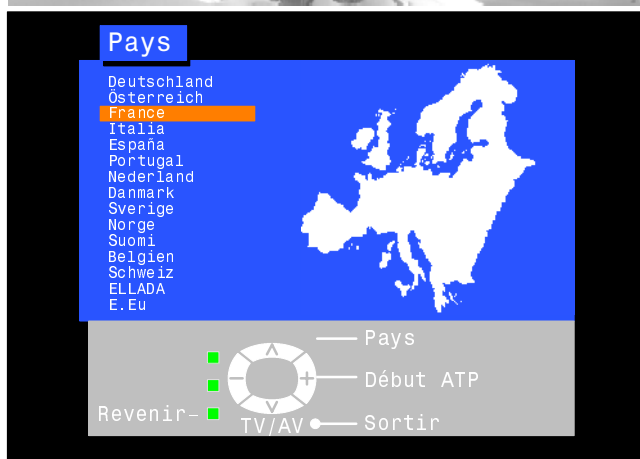 Pays
Deutschland
Österreich
France
Italia
España
Portugal
Nederland
Danmark
Sverige
Norge
Suomi
Belgien
Schweiz
ELLADA
E.Eu
Pays
Début ATP
Revenir
TV/AV
Sortir